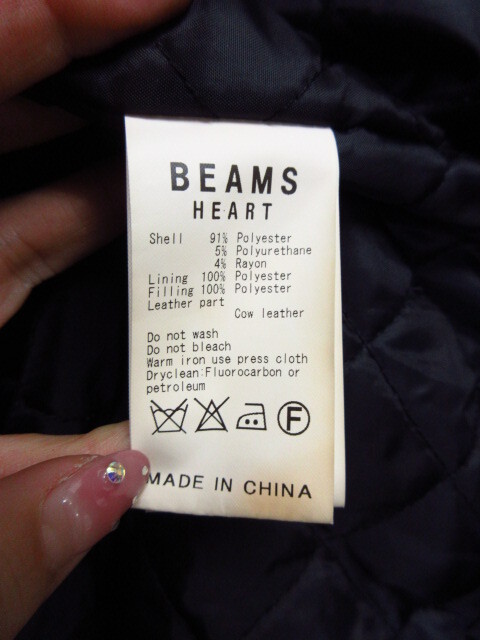 BEAMS
HEART
Shell 91% Polyester
5% Polyurethane
4% Rayon
Lining 100% Polyester
Filling 100% Polyester
Leather part
Cow leather
Do not wash
Do not bleach
Warm iron use press cloth
Dryclean:Fluorocarbon or
petroleum
F
MADE IN CHINA